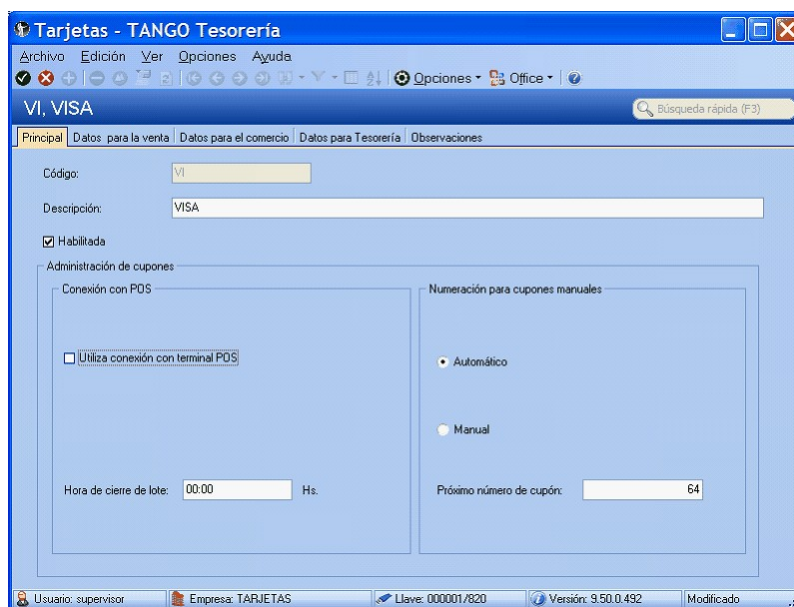 Tarjetas - TANGO Tesorería
Archivo Edición Ver Opciones Ayuda
Opciones Office
VI, VISA
Búsqueda rápida (F3)
Principal Datos para la venta Datos para el comercio Datos para Tesorería Observaciones
Código: VI
Descripción: VISA
Habilitada
Administración de cupones
Conexión con POS Numeración para cupones manuales
Utiliza conexión con terminal POS Automático
Manual
Hora de cierre de lote: 00:00 Hs. Próximo número de cupón: 64
Usuario: supervisor Empresa: TARJETAS Llave: 000001/820 Versión: 9.50.0.492 Modificado